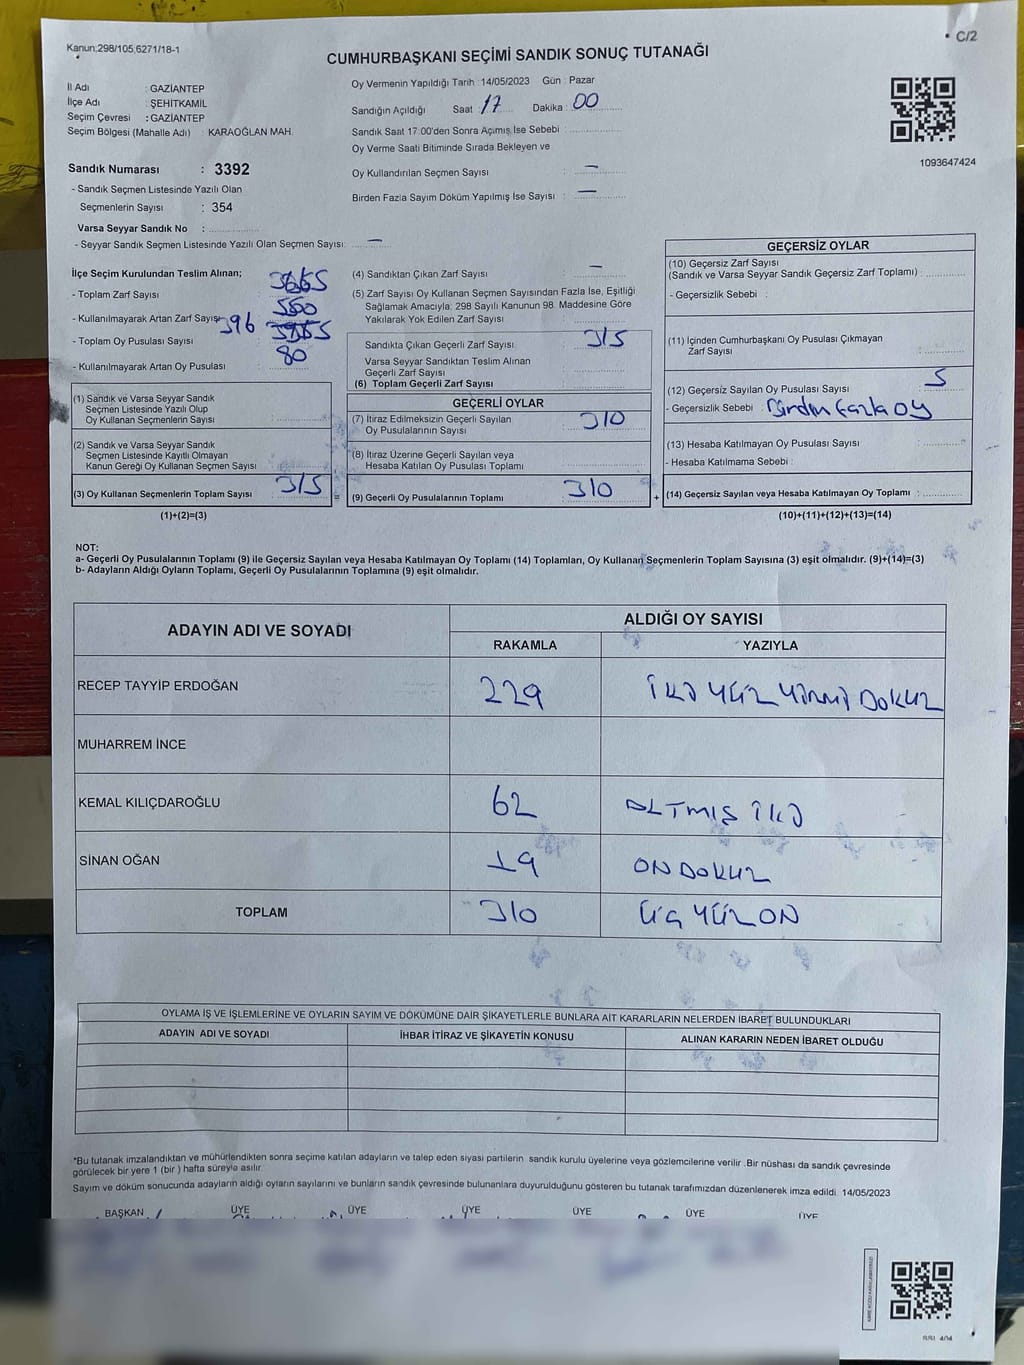 Kanun:298/105,6271/18-1
C/2
CUMHURBAŞKANI SEÇİMİ SANDIK SONUÇ TUTANAĞI
İl Adı : GAZİANTEP
İlçe Adı : ŞEHİTKAMİL
Seçim Çevresi : GAZİANTEP
Seçim Bölgesi (Mahalle Adı) : KARAOĞLAN MAH.
Sandık Numarası : 3392
- Sandık Seçmen Listesinde Yazılı Olan
Seçmenlerin Sayısı : 354
Varsa Seyyar Sandık No :
- Seyyar Sandık Seçmen Listesinde Yazılı Olan Seçmen Sayısı: —
Oy Vermenin Yapıldığı Tarih : 14/05/2023 Gün : Pazar
Sandığın Açıldığı Saat 17 Dakika : 00
Sandık Saat 17:00'den Sonra Açımış İse Sebebi :
Oy Verme Saati Bitiminde Sırada Bekleyen ve
Oy Kullandırılan Seçmen Sayısı : —
Birden Fazla Sayım Döküm Yapılmış İse Sayısı : —
1093647424
İlçe Seçim Kurulundan Teslim Alınan;
- Toplam Zarf Sayısı
- Kullanılmayarak Artan Zarf Sayısı 396
- Toplam Oy Pusulası Sayısı
- Kullanılmayarak Artan Oy Pusulası 80
(1) Sandık ve Varsa Seyyar Sandık
Seçmen Listesinde Yazılı Olup
Oy Kullanan Seçmenlerin Sayısı
(2) Sandık ve Varsa Seyyar Sandık
Seçmen Listesinde Kayıtlı Olmayan
Kanun Gereği Oy Kullanan Seçmen Sayısı
(3) Oy Kullanan Seçmenlerin Toplam Sayısı 315
(1)+(2)=(3)
(4) Sandıktan Çıkan Zarf Sayısı : —
(5) Zarf Sayısı Oy Kullanan Seçmen Sayısından Fazla İse, Eşitliği
Sağlamak Amacıyla; 298 Sayılı Kanunun 98. Maddesine Göre
Yakılarak Yok Edilen Zarf Sayısı :
Sandıkta Çıkan Geçerli Zarf Sayısı : 315
Varsa Seyyar Sandıktan Teslim Alınan
Geçerli Zarf Sayısı
(6) Toplam Geçerli Zarf Sayısı
GEÇERLİ OYLAR
(7) İtiraz Edilmeksizin Geçerli Sayılan
Oy Pusulalarının Sayısı : 310
(8) İtiraz Üzerine Geçerli Sayılan veya
Hesaba Katılan Oy Pusulası Toplamı
= (9) Geçerli Oy Pusulalarının Toplamı : 310
GEÇERSİZ OYLAR
(10) Geçersiz Zarf Sayısı
(Sandık ve Varsa Seyyar Sandık Geçersiz Zarf Toplamı) :
- Geçersizlik Sebebi :
(11) İçinden Cumhurbaşkanı Oy Pusulası Çıkmayan
Zarf Sayısı
(12) Geçersiz Sayılan Oy Pusulası Sayısı : 5
- Geçersizlik Sebebi : Birden fazla oy
(13) Hesaba Katılmayan Oy Pusulası Sayısı :
- Hesaba Katılmama Sebebi :
+ (14) Geçersiz Sayılan veya Hesaba Katılmayan Oy Toplamı :
(10)+(11)+(12)+(13)=(14)
NOT:
a- Geçerli Oy Pusulalarının Toplamı (9) ile Geçersiz Sayılan veya Hesaba Katılmayan Oy Toplamı (14) Toplamları, Oy Kullanan Seçmenlerin Toplam Sayısına (3) eşit olmalıdır. (9)+(14)=(3)
b- Adayların Aldığı Oyların Toplamı, Geçerli Oy Pusulalarının Toplamına (9) eşit olmalıdır.
ADAYIN ADI VE SOYADI
ALDIĞI OY SAYISI
RAKAMLA YAZIYLA
RECEP TAYYİP ERDOĞAN 229 İKİ YÜZ YİRMİ DOKUZ
MUHARREM İNCE
KEMAL KILIÇDAROĞLU 62 ALTMIŞ İKİ
SİNAN OĞAN 19 ON DOKUZ
TOPLAM 310 ÜÇ YÜZ ON
OYLAMA İŞ VE İŞLEMLERİNE VE OYLARIN SAYIM VE DÖKÜMÜNE DAİR ŞİKAYETLERLE BUNLARA AİT KARARLARIN NELERDEN İBARET BULUNDUKLARI
ADAYIN ADI VE SOYADI İHBAR İTİRAZ VE ŞİKAYETİN KONUSU ALINAN KARARIN NEDEN İBARET OLDUĞU
*Bu tutanak imzalandıktan ve mühürlendikten sonra seçime katılan adayların ve talep eden siyasi partilerin sandık kurulu üyelerine veya gözlemcilerine verilir .Bir nüshası da sandık çevresinde
görülecek bir yere 1 (bir ) hafta süreyle asılır.
Sayım ve döküm sonucunda adayların aldığı oyların sayılarını ve bunların sandık çevresinde bulunanlara duyurulduğunu gösteren bu tutanak tarafımızdan düzenlenerek imza edildi. 14/05/2023
BAŞKAN ÜYE ÜYE ÜYE ÜYE ÜYE ÜYE